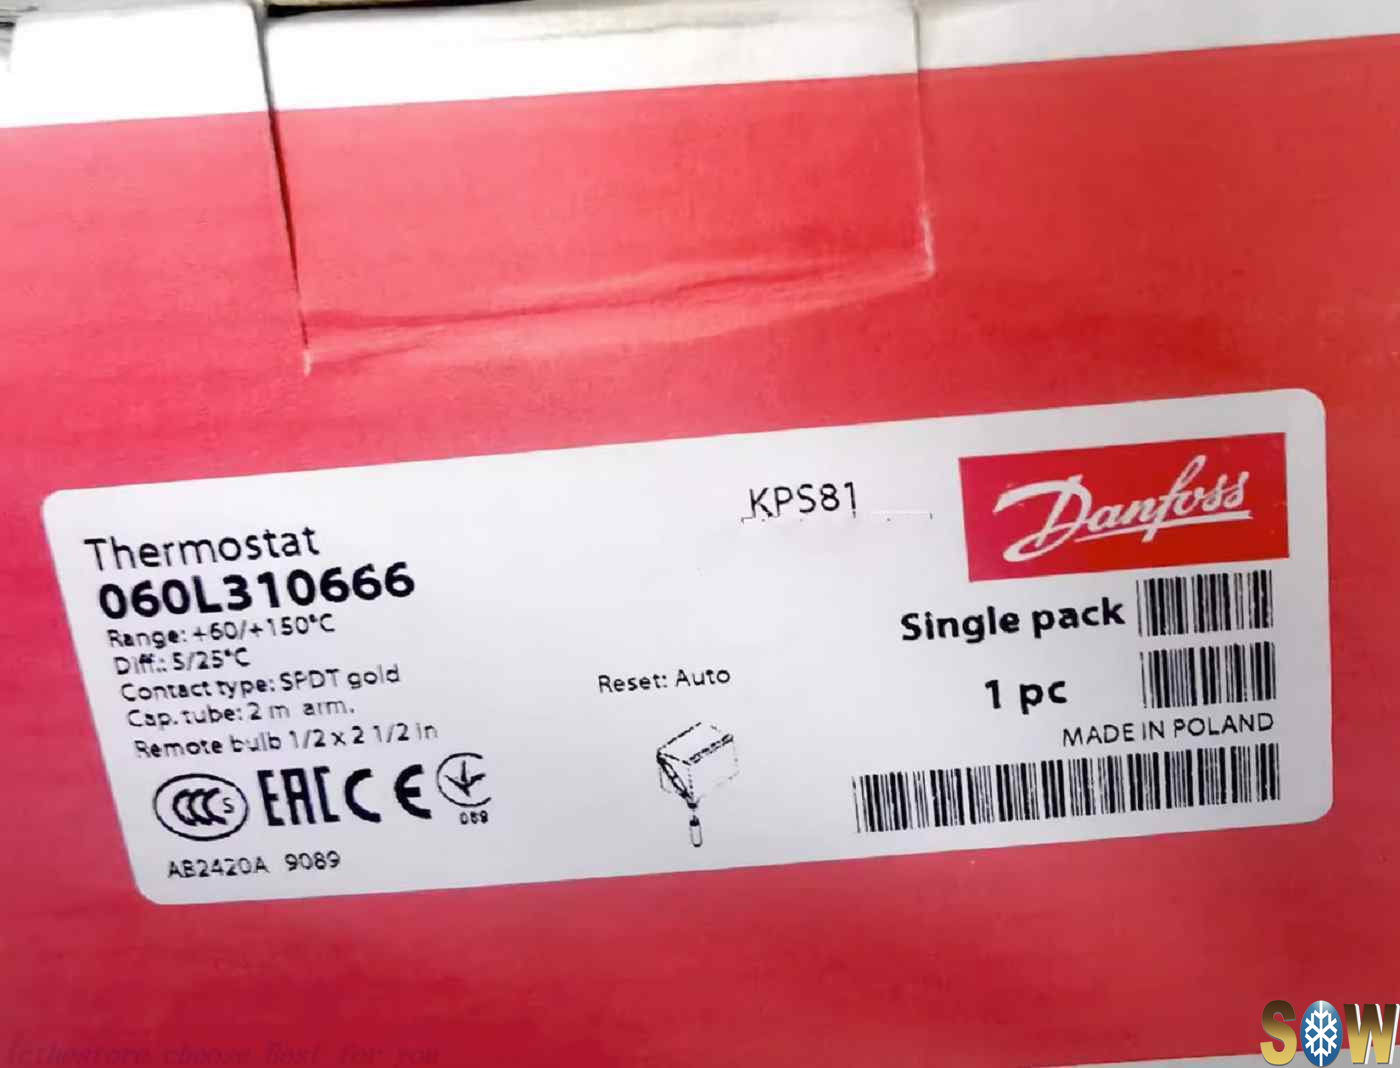 KPS81
Danfoss
Thermostat
060L310666
Range: +60/+150°C
Diff.: 5/25°C
Contact type: SPDT gold
Cap. tube: 2 m arm.
Remote bulb 1/2 x 2 1/2 in
CCC S EAC CE
089
AB2420A 9089
Reset: Auto
Single pack
1 pc
MADE IN POLAND
SOW